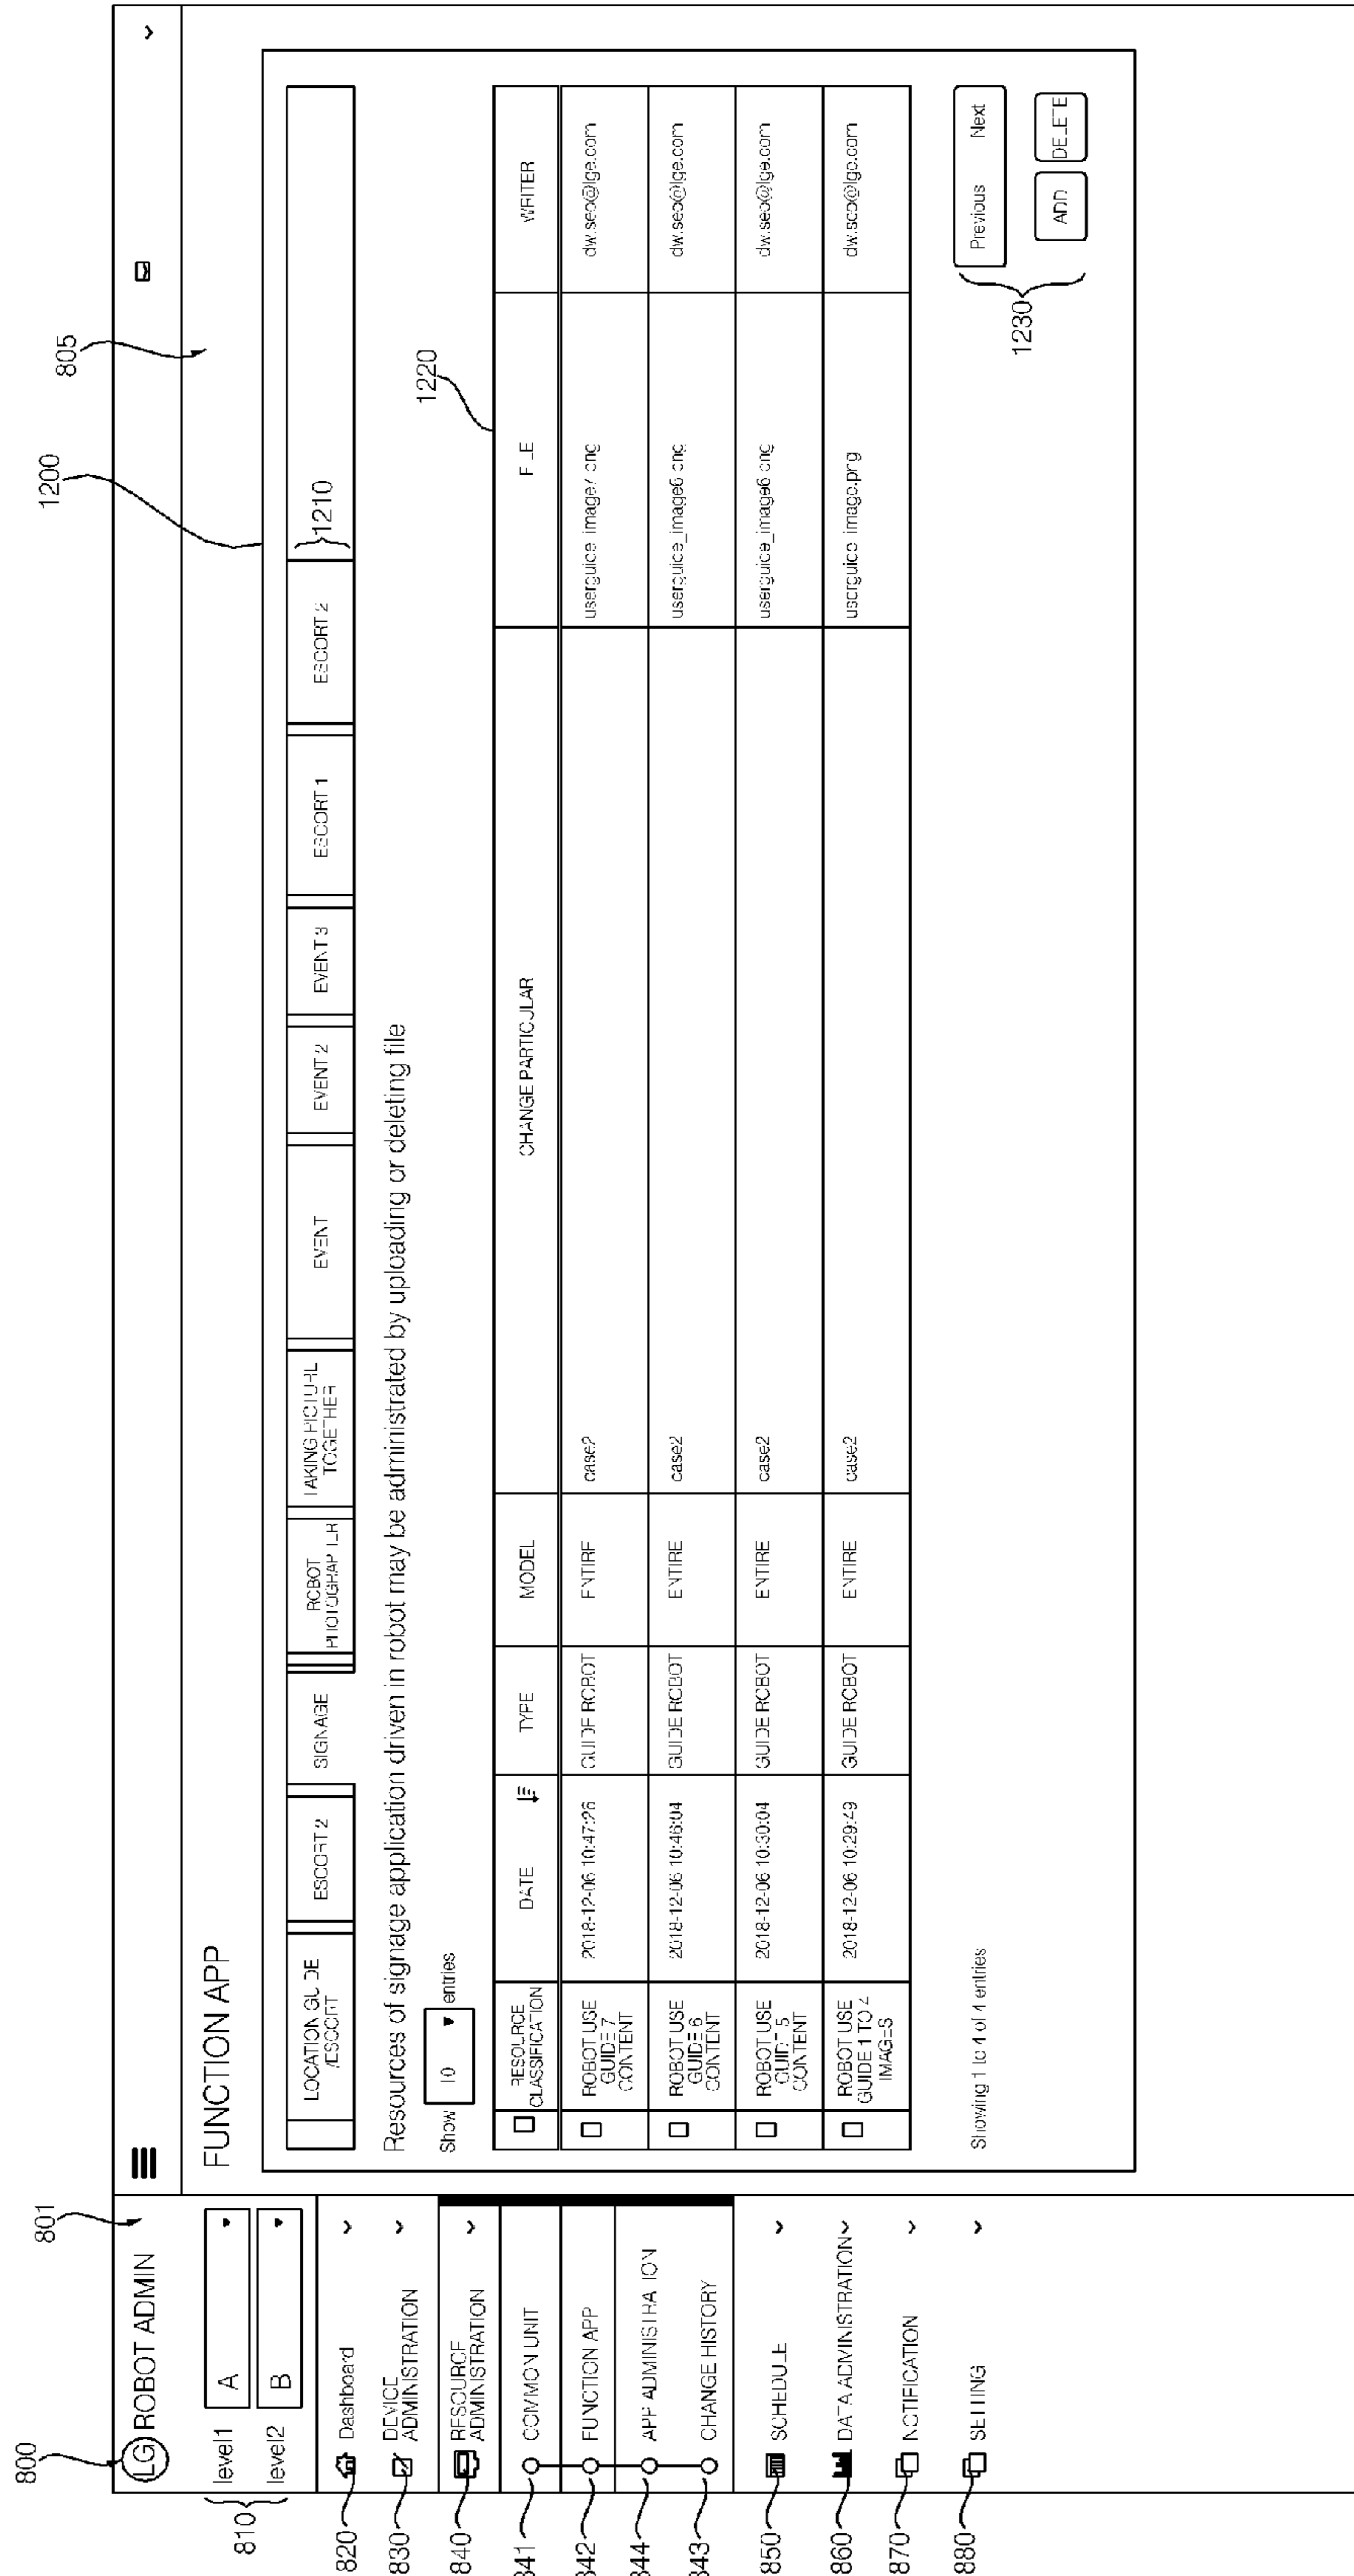 800
801
1200
805
LG ROBOT ADMIN
810
level1 A
level2 B
820 Dashboard
830 DEVICE
ADMINISTRATION
840 RESOURCE
ADMINISTRATION
841 COMMON UNIT
842 FUNCTION APP
844 APP ADMINISTRATION
843 CHANGE HISTORY
850 SCHEDULE
860 DATA ADMINISTRATION
870 NOTIFICATION
880 SETTING
FUNCTION APP
LOCATION GUIDE
/ESCORT
ESCORT 2
SIGNAGE
ROBOT
PHOTOGRAPHER
TAKING PICTURE
TOGETHER
EVENT
EVENT 2
EVENT 3
ESCORT 1
ESCORT 2
1210
Resources of signage application driven in robot may be administrated by uploading or deleting file
Show 10 entries
1220
RESOURCE
CLASSIFICATION
DATE
TYPE
MODEL
CHANGE PARTICULAR
FILE
WRITER
ROBOT USE
GUIDE 7
CONTENT
2018-12-06 10:47:26
GUIDE ROBOT
ENTIRE
case2
userguide_image7.png
dw.seo@lge.com
ROBOT USE
GUIDE 6
CONTENT
2018-12-06 10:46:04
GUIDE ROBOT
ENTIRE
case2
userguide_image6.png
dw.seo@lge.com
ROBOT USE
GUIDE 5
CONTENT
2018-12-06 10:30:04
GUIDE ROBOT
ENTIRE
case2
userguide_image6.png
dw.seo@lge.com
ROBOT USE
GUIDE 1 TO 4
IMAGES
2018-12-06 10:29:49
GUIDE ROBOT
ENTIRE
case2
userguide_image.png
dw.seo@lge.com
Showing 1 to 4 of 4 entries
Previous Next
ADD DELETE
1230